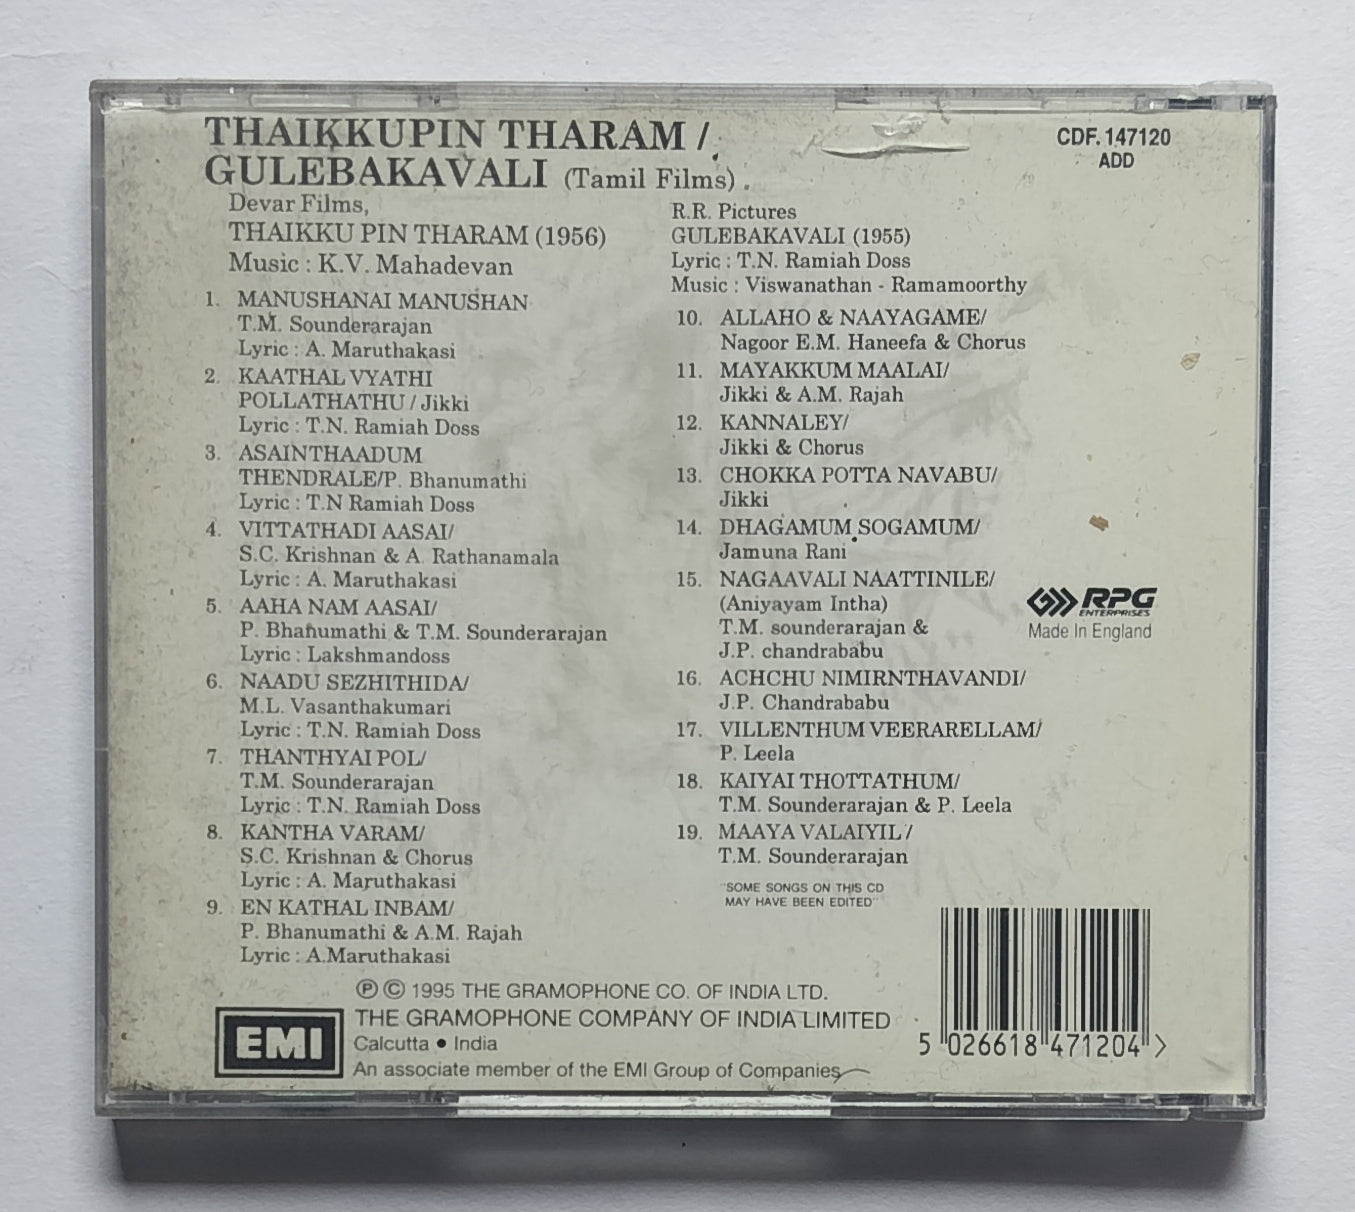 THAIKKUPIN THARAM /
GULEBAKAVALI (Tamil Films)
CDF. 147120
ADD
Devar Films,
THAIKKU PIN THARAM (1956)
Music : K.V. Mahadevan
1. MANUSHANAI MANUSHAN
T.M. Sounderarajan
Lyric : A. Maruthakasi
2. KAATHAL VYATHI
POLLATHATHU / Jikki
Lyric : T.N. Ramiah Doss
3. ASAINTHAADUM
THENDRALE/P. Bhanumathi
Lyric : T.N Ramiah Doss
4. VITTATHADI AASAI/
S.C. Krishnan & A. Rathanamala
Lyric : A. Maruthakasi
5. AAHA NAM AASAI/
P. Bhanumathi & T.M. Sounderarajan
Lyric : Lakshmandoss
6. NAADU SEZHITHIDA/
M.L. Vasanthakumari
Lyric : T.N. Ramiah Doss
7. THANTHYAI POL/
T.M. Sounderarajan
Lyric : T.N. Ramiah Doss
8. KANTHA VARAM/
S.C. Krishnan & Chorus
Lyric : A. Maruthakasi
9. EN KATHAL INBAM/
P. Bhanumathi & A.M. Rajah
Lyric : A.Maruthakasi
R.R. Pictures
GULEBAKAVALI (1955)
Lyric : T.N. Ramiah Doss
Music : Viswanathan - Ramamoorthy
10. ALLAHO & NAAYAGAME/
Nagoor E.M. Haneefa & Chorus
11. MAYAKKUM MAALAI/
Jikki & A.M. Rajah
12. KANNALEY/
Jikki & Chorus
13. CHOKKA POTTA NAVABU/
Jikki
14. DHAGAMUM SOGAMUM/
Jamuna Rani
15. NAGAAVALI NAATTINILE/
(Aniyayam Intha)
T.M. sounderarajan &
J.P. chandrababu
16. ACHCHU NIMIRNTHAVANDI/
J.P. Chandrababu
17. VILLENTHUM VEERARELLAM/
P. Leela
18. KAIYAI THOTTATHUM/
T.M. Sounderarajan & P. Leela
19. MAAYA VALAIYIL/
T.M. Sounderarajan
"SOME SONGS ON THIS CD
MAY HAVE BEEN EDITED"
RPG
ENTERPRISES
Made In England
℗ © 1995 THE GRAMOPHONE CO. OF INDIA LTD.
EMI
THE GRAMOPHONE COMPANY OF INDIA LIMITED
Calcutta ● India
An associate member of the EMI Group of Companies
5 026618 471204 >